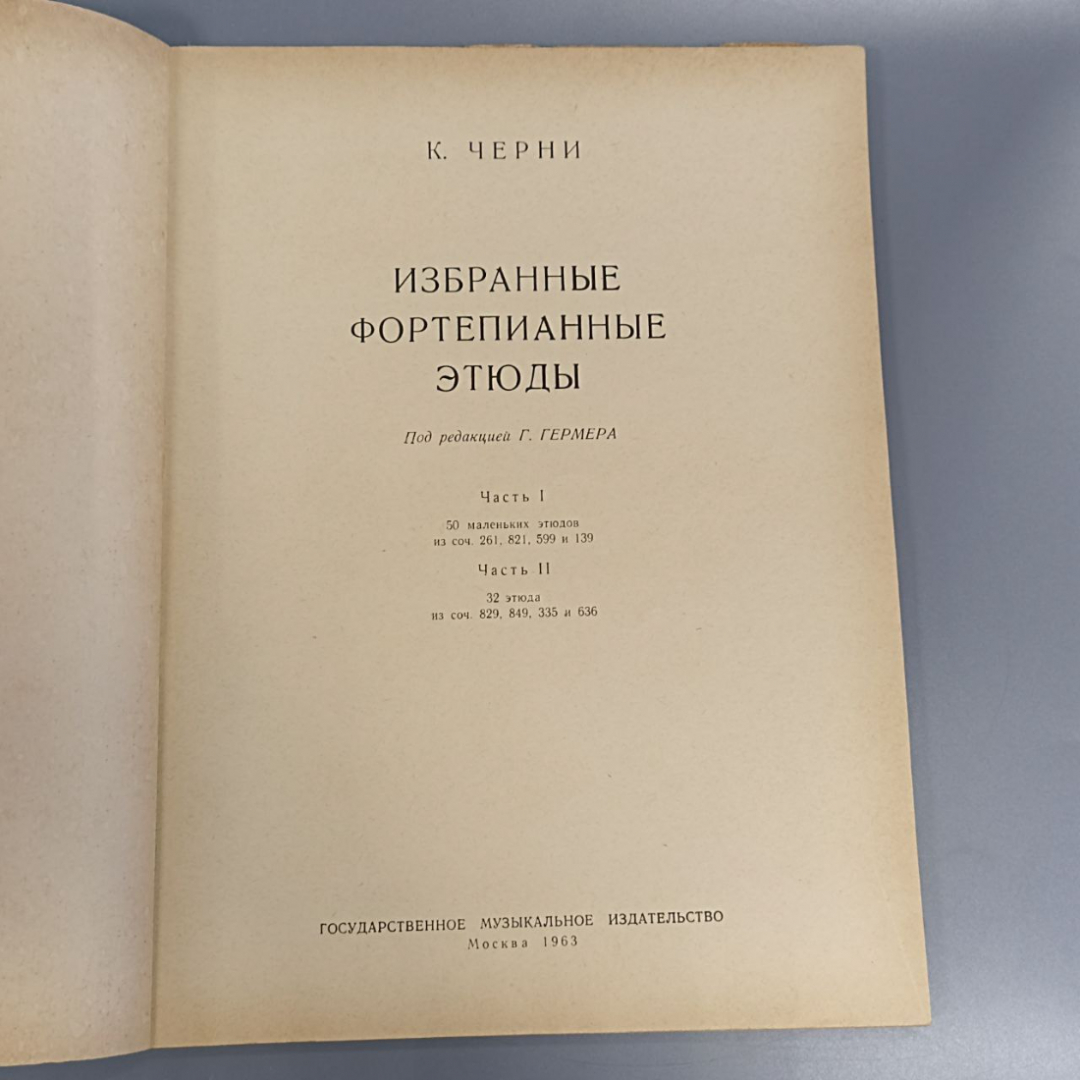 К. ЧЕРНИ
ИЗБРАННЫЕ
ФОРТЕПИАННЫЕ
ЭТЮДЫ
Под редакцией Г. ГЕРМЕРА
Часть I
50 маленьких этюдов
из соч. 261, 821, 599 и 139
Часть II
32 этюда
из соч. 829, 849, 335 и 636
ГОСУДАРСТВЕННОЕ МУЗЫКАЛЬНОЕ ИЗДАТЕЛЬСТВО
Москва 1963